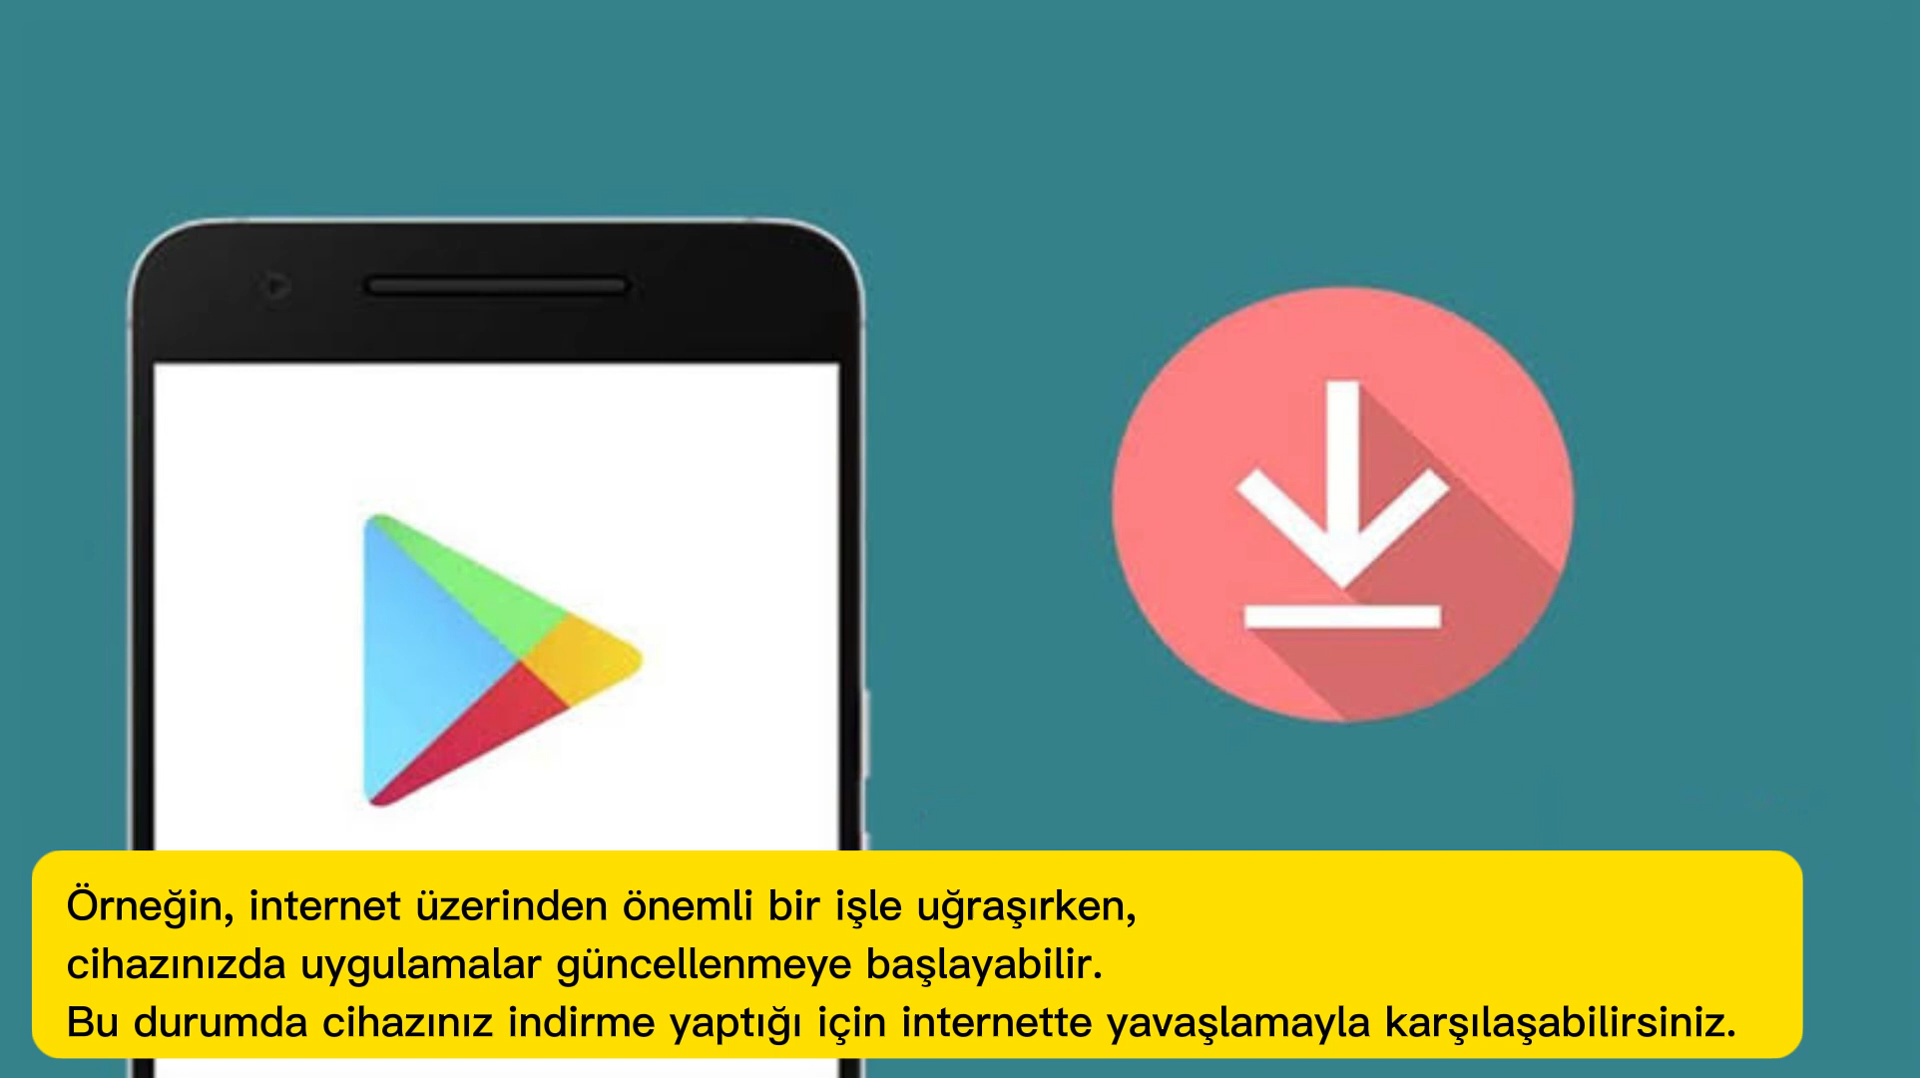 Örneğin, internet üzerinden önemli bir işle uğraşırken,
cihazınızda uygulamalar güncellenmeye başlayabilir.
Bu durumda cihazınız indirme yaptığı için internette yavaşlamayla karşılaşabilirsiniz.